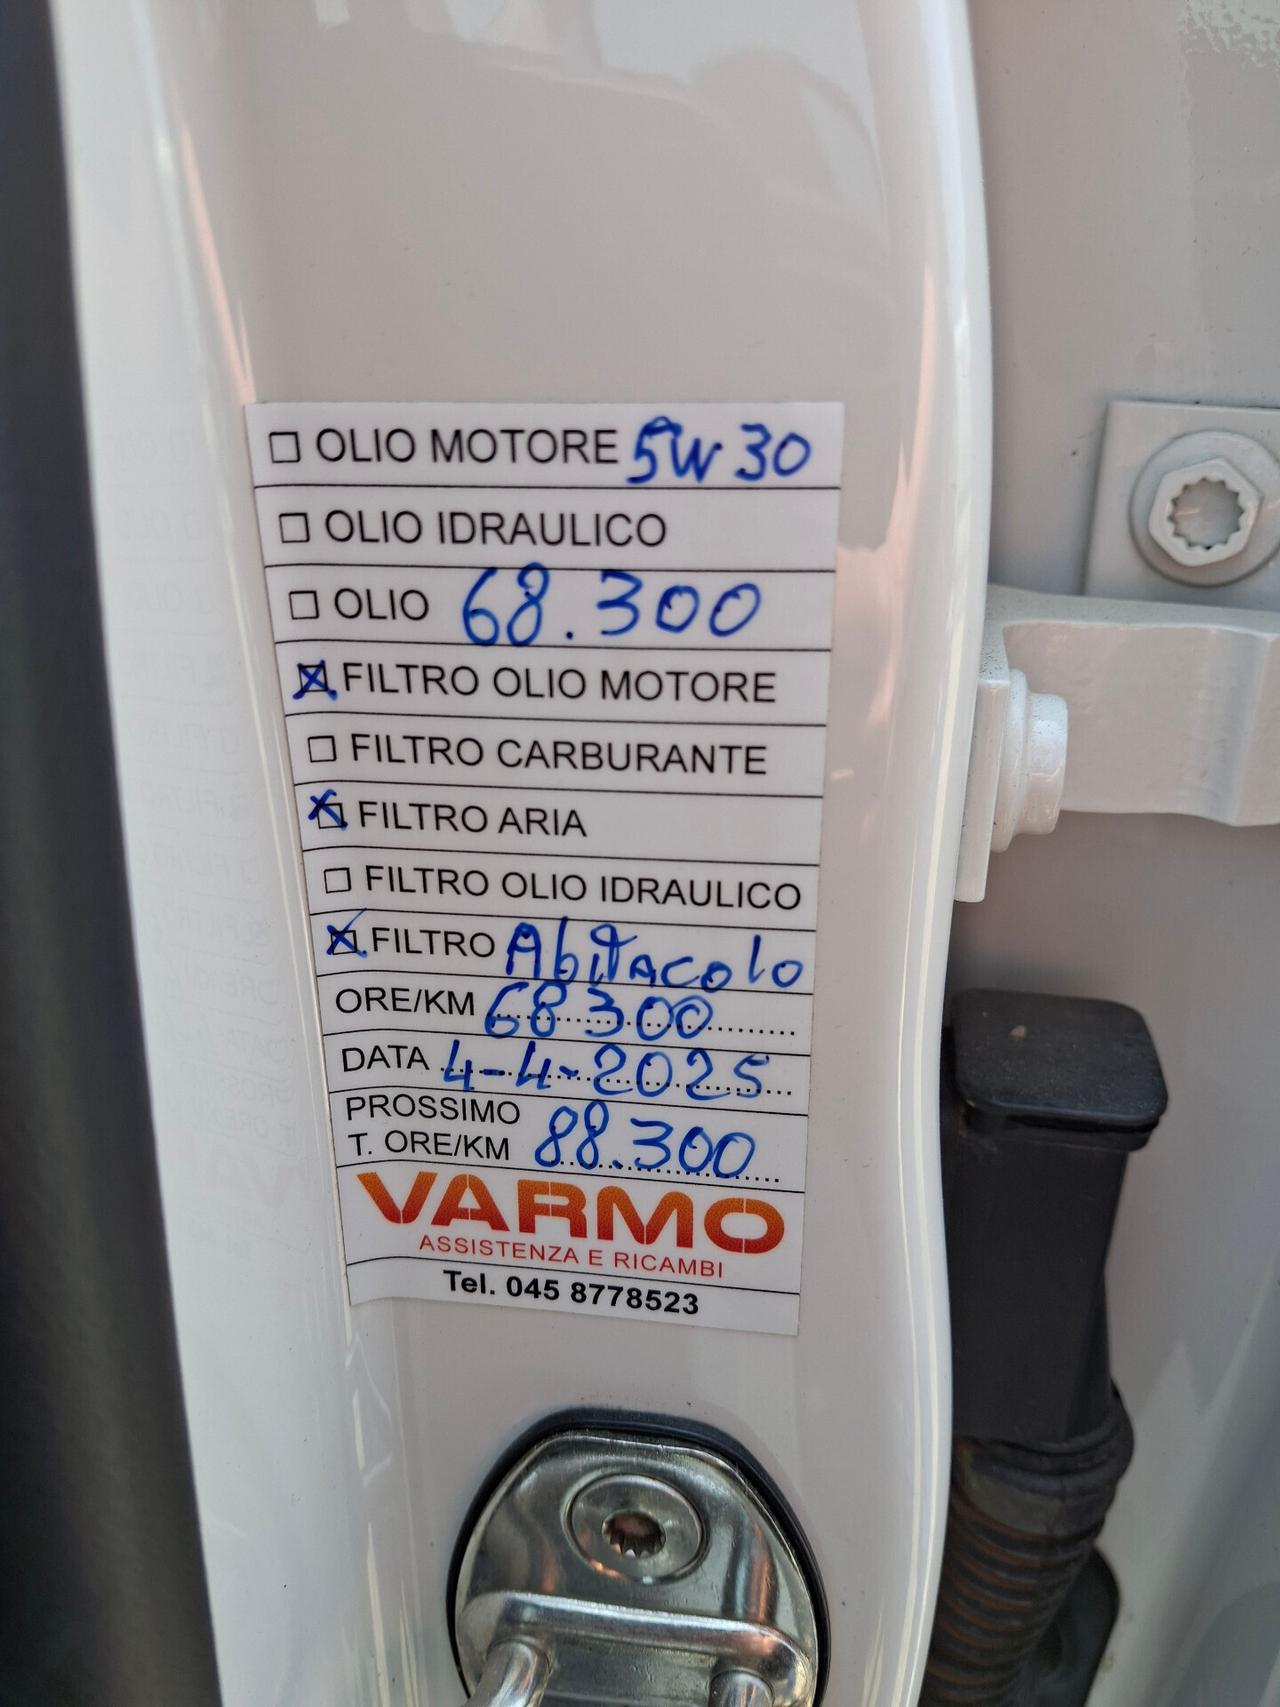 ☐ OLIO MOTORE 5W30
☐ OLIO IDRAULICO
☐ OLIO 68.300
☒ FILTRO OLIO MOTORE
☐ FILTRO CARBURANTE
☒ FILTRO ARIA
☐ FILTRO OLIO IDRAULICO
☒ FILTRO Abitacolo
ORE/KM 68300
DATA 4-4-2025
PROSSIMO
T. ORE/KM 88.300
VARMO
ASSISTENZA E RICAMBI
Tel. 045 8778523